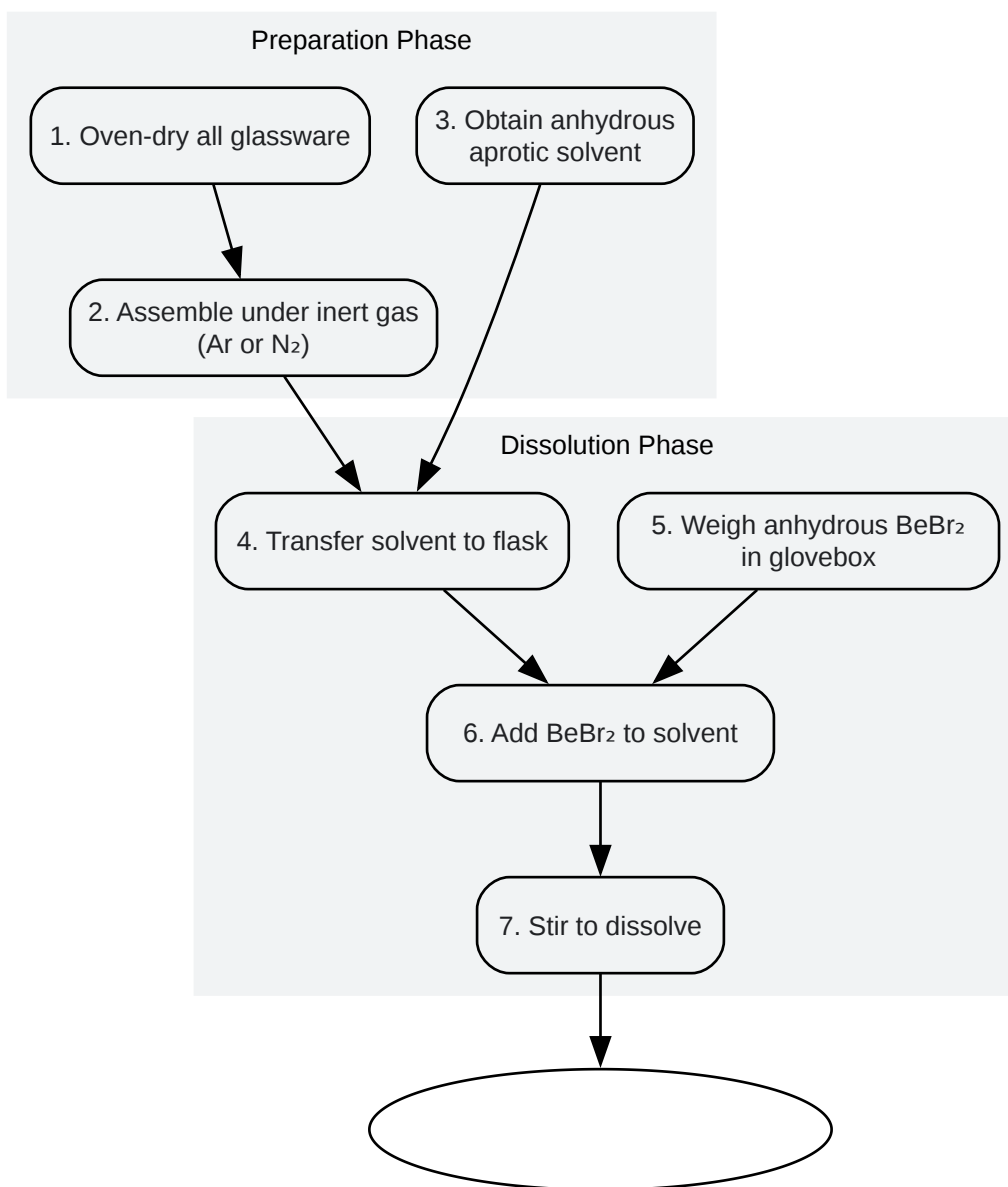 Preparation Phase
1. Oven-dry all glassware
3. Obtain anhydrous
aprotic solvent
2. Assemble under inert gas
(Ar or N₂)
Dissolution Phase
4. Transfer solvent to flask
5. Weigh anhydrous BeBr₂
in glovebox
6. Add BeBr₂ to solvent
7. Stir to dissolve